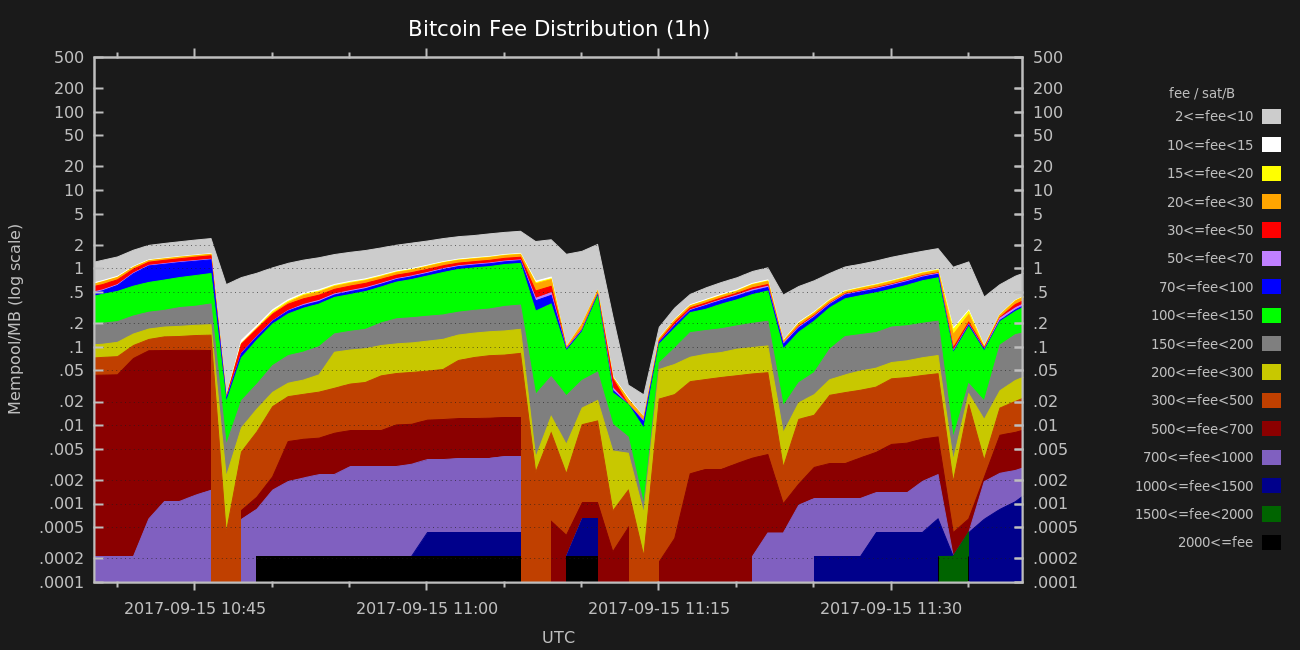 Bitcoin Fee Distribution (1h)
500 500
200 200
100 100
50 50
20 20
10 10
5 5
2 2
1 1
.5 .5
.2 .2
.1 .1
.05 .05
.02 .02
.01 .01
.005 .005
.002 .002
.001 .001
.0005 .0005
.0002 .0002
.0001 .0001
Mempool/MB (log scale)
2017-09-15 10:45 2017-09-15 11:00 2017-09-15 11:15 2017-09-15 11:30
UTC
fee / sat/B
2<=fee<10
10<=fee<15
15<=fee<20
20<=fee<30
30<=fee<50
50<=fee<70
70<=fee<100
100<=fee<150
150<=fee<200
200<=fee<300
300<=fee<500
500<=fee<700
700<=fee<1000
1000<=fee<1500
1500<=fee<2000
2000<=fee